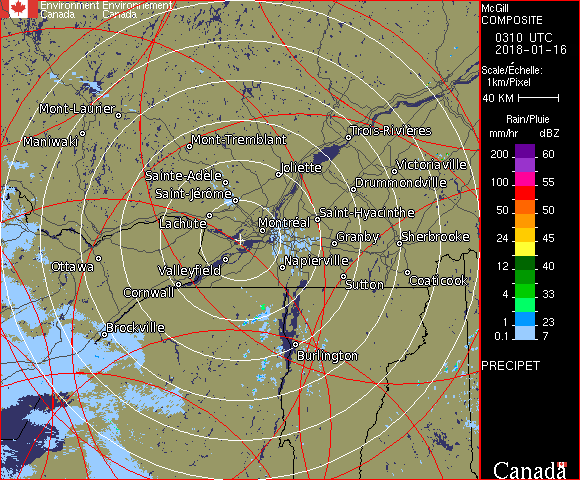 Environment Environnement
Canada Canada
McGill
COMPOSITE
0310 UTC
2018-01-16
Scale/Échelle:
1km/Pixel
40 KM
Rain/Pluie
mm/hr dBZ
200 60
150 57
100 55
50 50
24 45
12 40
4 33
1 23
0.1 7
PRECIPET
Canada
Mont-Laurier
Maniwaki
Mont-Tremblant
Trois-Rivières
Joliette
Victoriaville
Sainte-Adèle
Drummondville
Saint-Jérôme
Lachute
Montréal
Saint-Hyacinthe
Granby
Sherbrooke
Ottawa
Valleyfield
Napierville
Cornwall
Sutton
Coaticook
Brockville
Burlington